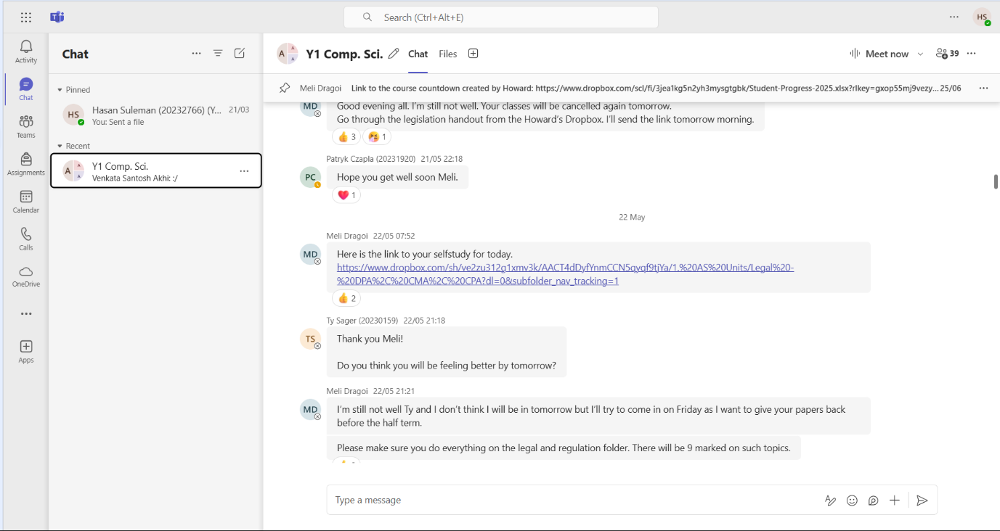 Search (Ctrl+Alt+E)
HS
Activity
Chat
Teams
Assignments
Calendar
Calls
OneDrive
Apps
Chat
Pinned
HS
Hasan Suleman (20232766) (Y... 21/03
You: Sent a file
Recent
A A A
Y1 Comp. Sci.
Venkata Santosh Akhi: :/
A A A
Y1 Comp. Sci. Chat Files
Meet now 39
Meli Dragoi Link to the course countdown created by Howard: https://www.dropbox.com/scl/fi/3jea1kg5n2yh3mysgtgbk/Student-Progress-2025.xlsx?rlkey=gxop55mj9vezy... 25/06
MD
Good evening all. I'm still not well. Your classes will be cancelled again tomorrow.
Go through the legislation handout from the Howard's Dropbox. I'll send the link tomorrow morning.
3 1
Patryk Czapla (20231920) 21/05 22:18
PC
Hope you get well soon Meli.
1
22 May
Meli Dragoi 22/05 07:52
MD
Here is the link to your selfstudy for today.
https://www.dropbox.com/sh/ve2zu312g1xmv3k/AACT4dDyfYnmCCN5qyqf9tjYa/1.%20AS%20Units/Legal%20-
%20DPA%2C%20CMA%2C%20CPA?dl=0&subfolder_nav_tracking=1
2
Ty Sager (20230159) 22/05 21:18
TS
Thank you Meli!
Do you think you will be feeling better by tomorrow?
Meli Dragoi 22/05 21:21
MD
I'm still not well Ty and I don't think I will be in tomorrow but I'll try to come in on Friday as I want to give your papers back
before the half term.
Please make sure you do everything on the legal and regulation folder. There will be 9 marked on such topics.
Type a message